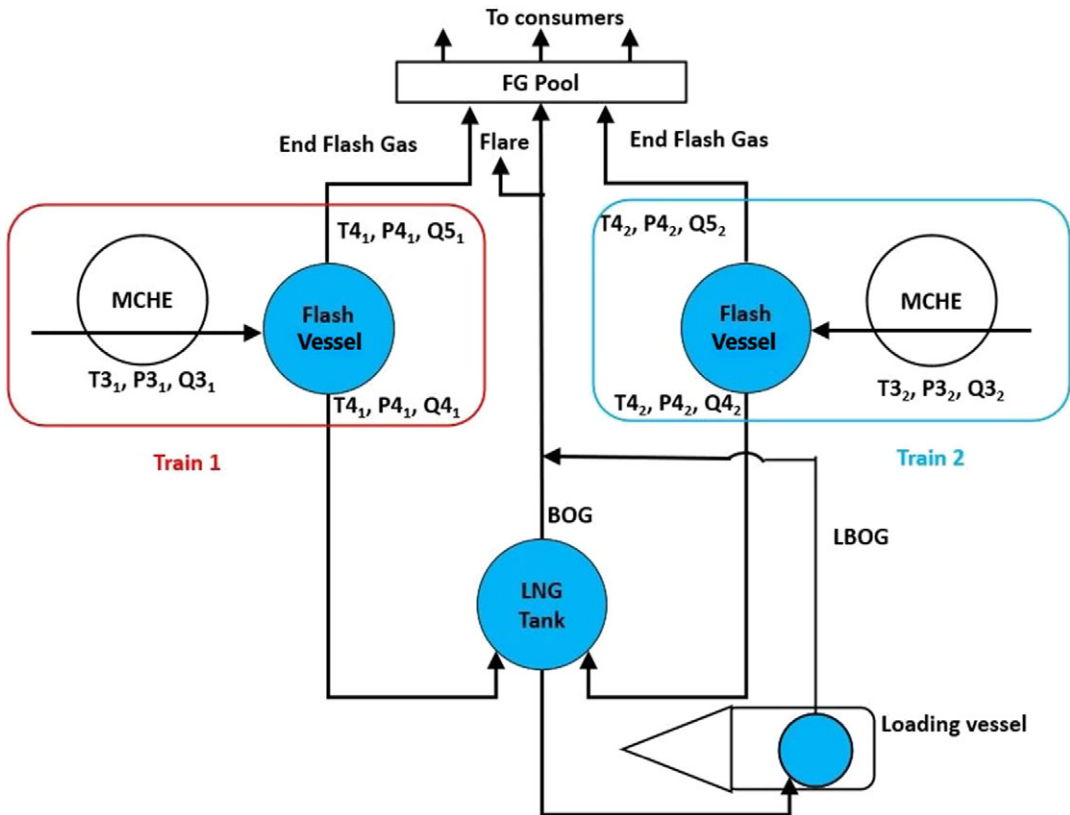 To consumers
FG Pool
End Flash Gas
Flare
End Flash Gas
T4₁, P4₁, Q5₁
T4₂, P4₂, Q5₂
MCHE
Flash
Vessel
Flash
Vessel
MCHE
T3₁, P3₁, Q3₁
T3₂, P3₂, Q3₂
T4₁, P4₁, Q4₁
T4₂, P4₂, Q4₂
Train 1
Train 2
BOG
LBOG
LNG
Tank
Loading vessel